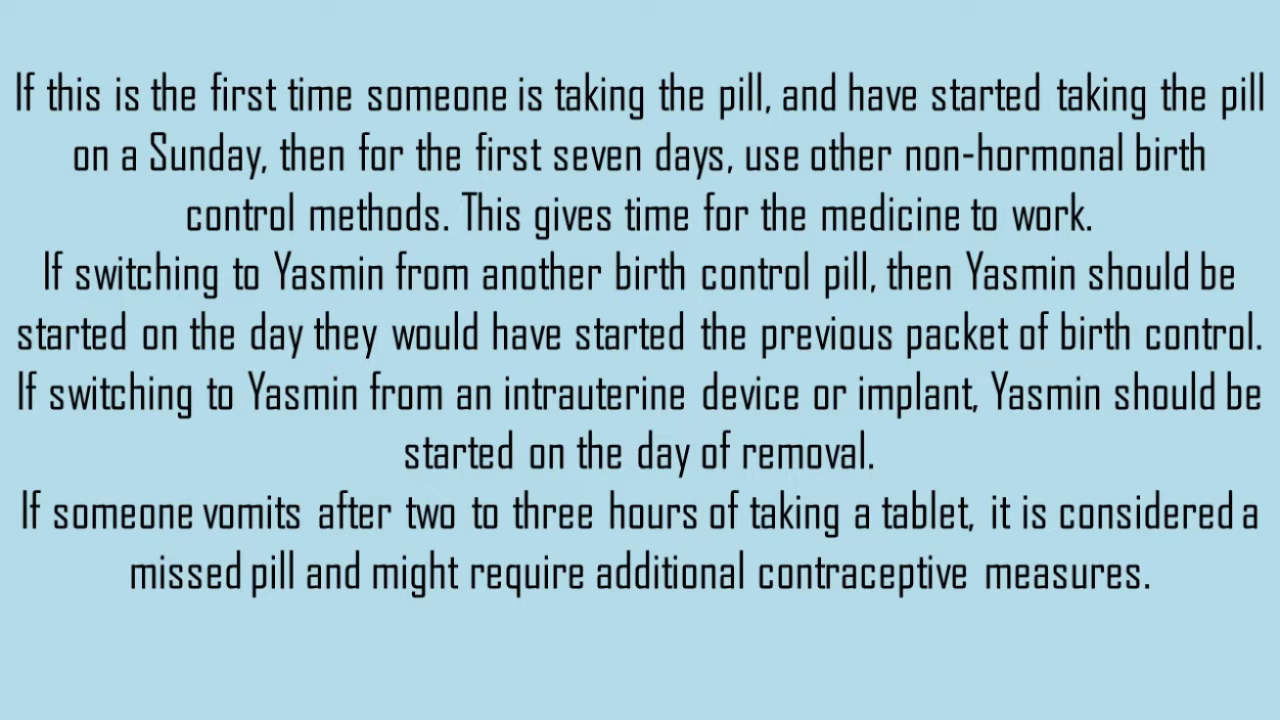 If this is the first time someone is taking the pill, and have started taking the pill
on a Sunday, then for the first seven days, use other non-hormonal birth
control methods. This gives time for the medicine to work.
If switching to Yasmin from another birth control pill, then Yasmin should be
started on the day they would have started the previous packet of birth control.
If switching to Yasmin from an intrauterine device or implant, Yasmin should be
started on the day of removal.
If someone vomits after two to three hours of taking a tablet, it is considered a
missed pill and might require additional contraceptive measures.